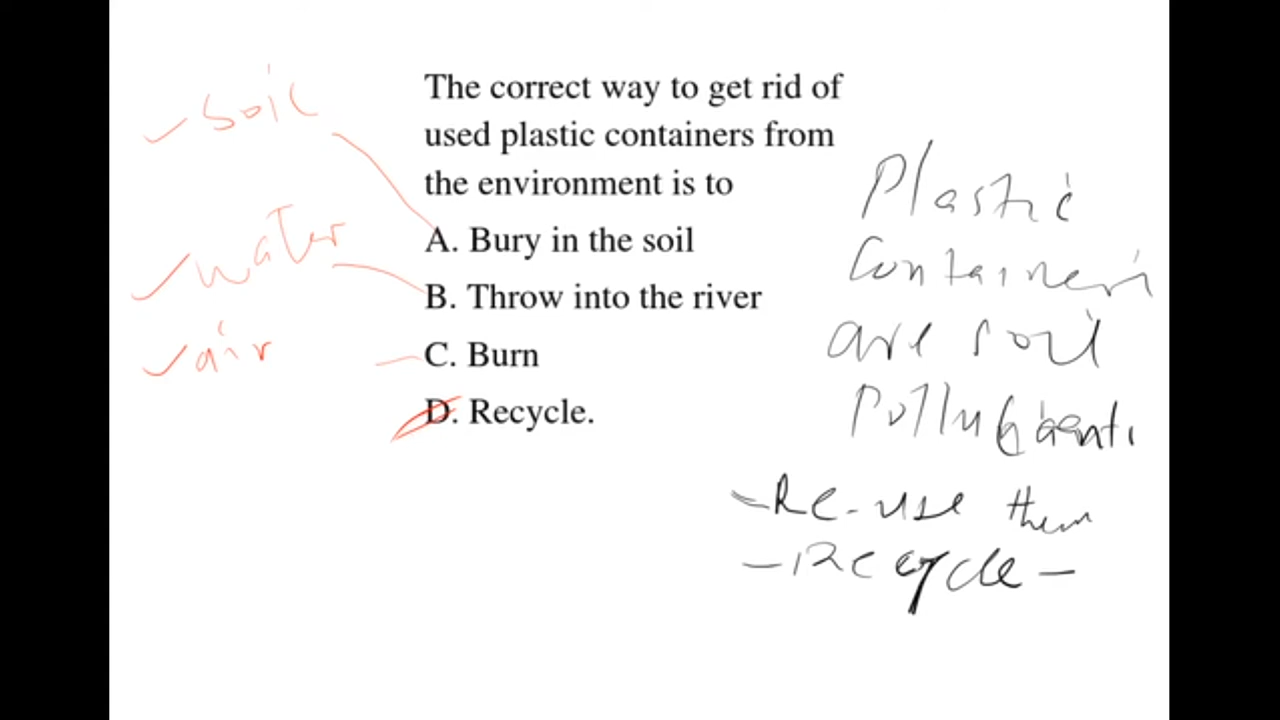 The correct way to get rid of
used plastic containers from
the environment is to
A. Bury in the soil
B. Throw into the river
C. Burn
D. Recycle.
soil
water
air
Plastic
Containers
are soil
- Re-use them
- Recycle -